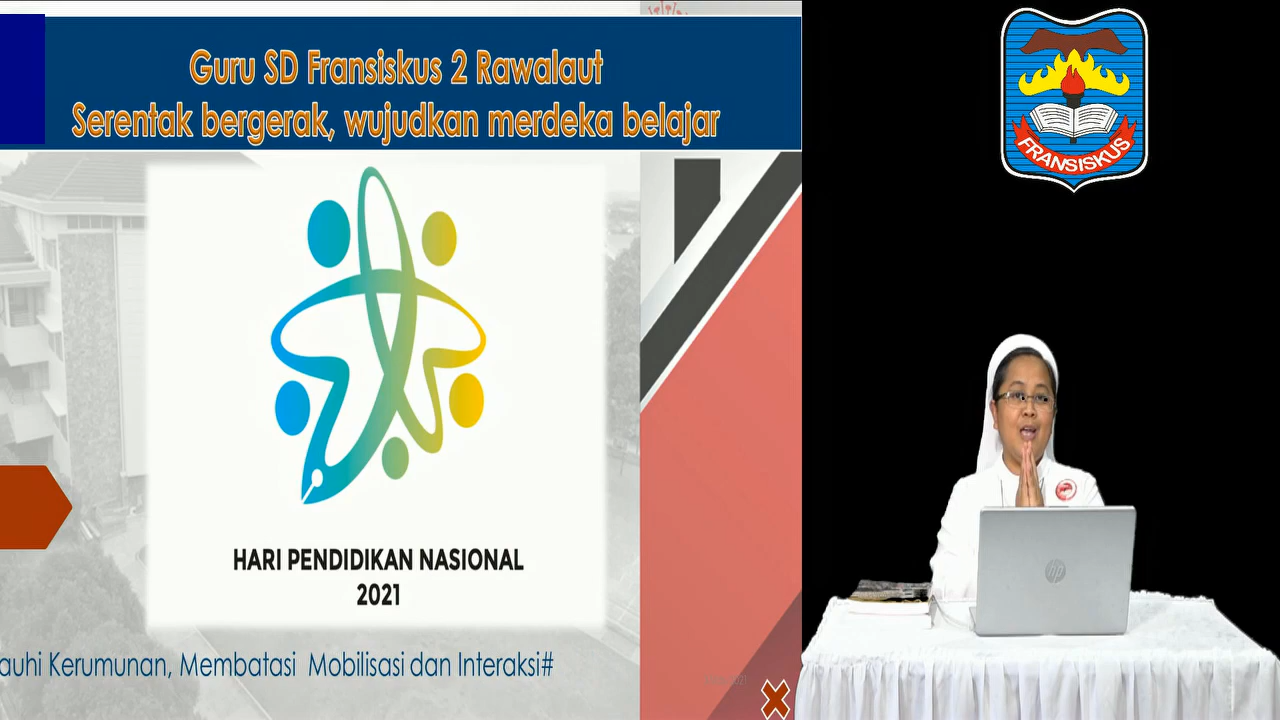 Guru SD Fransiskus 2 Rawalaut
Serentak bergerak, wujudkan merdeka belajar
HARI PENDIDIKAN NASIONAL
2021
auhi Kerumunan, Membatasi Mobilisasi dan Interaksi#
FRANSISKUS
hp